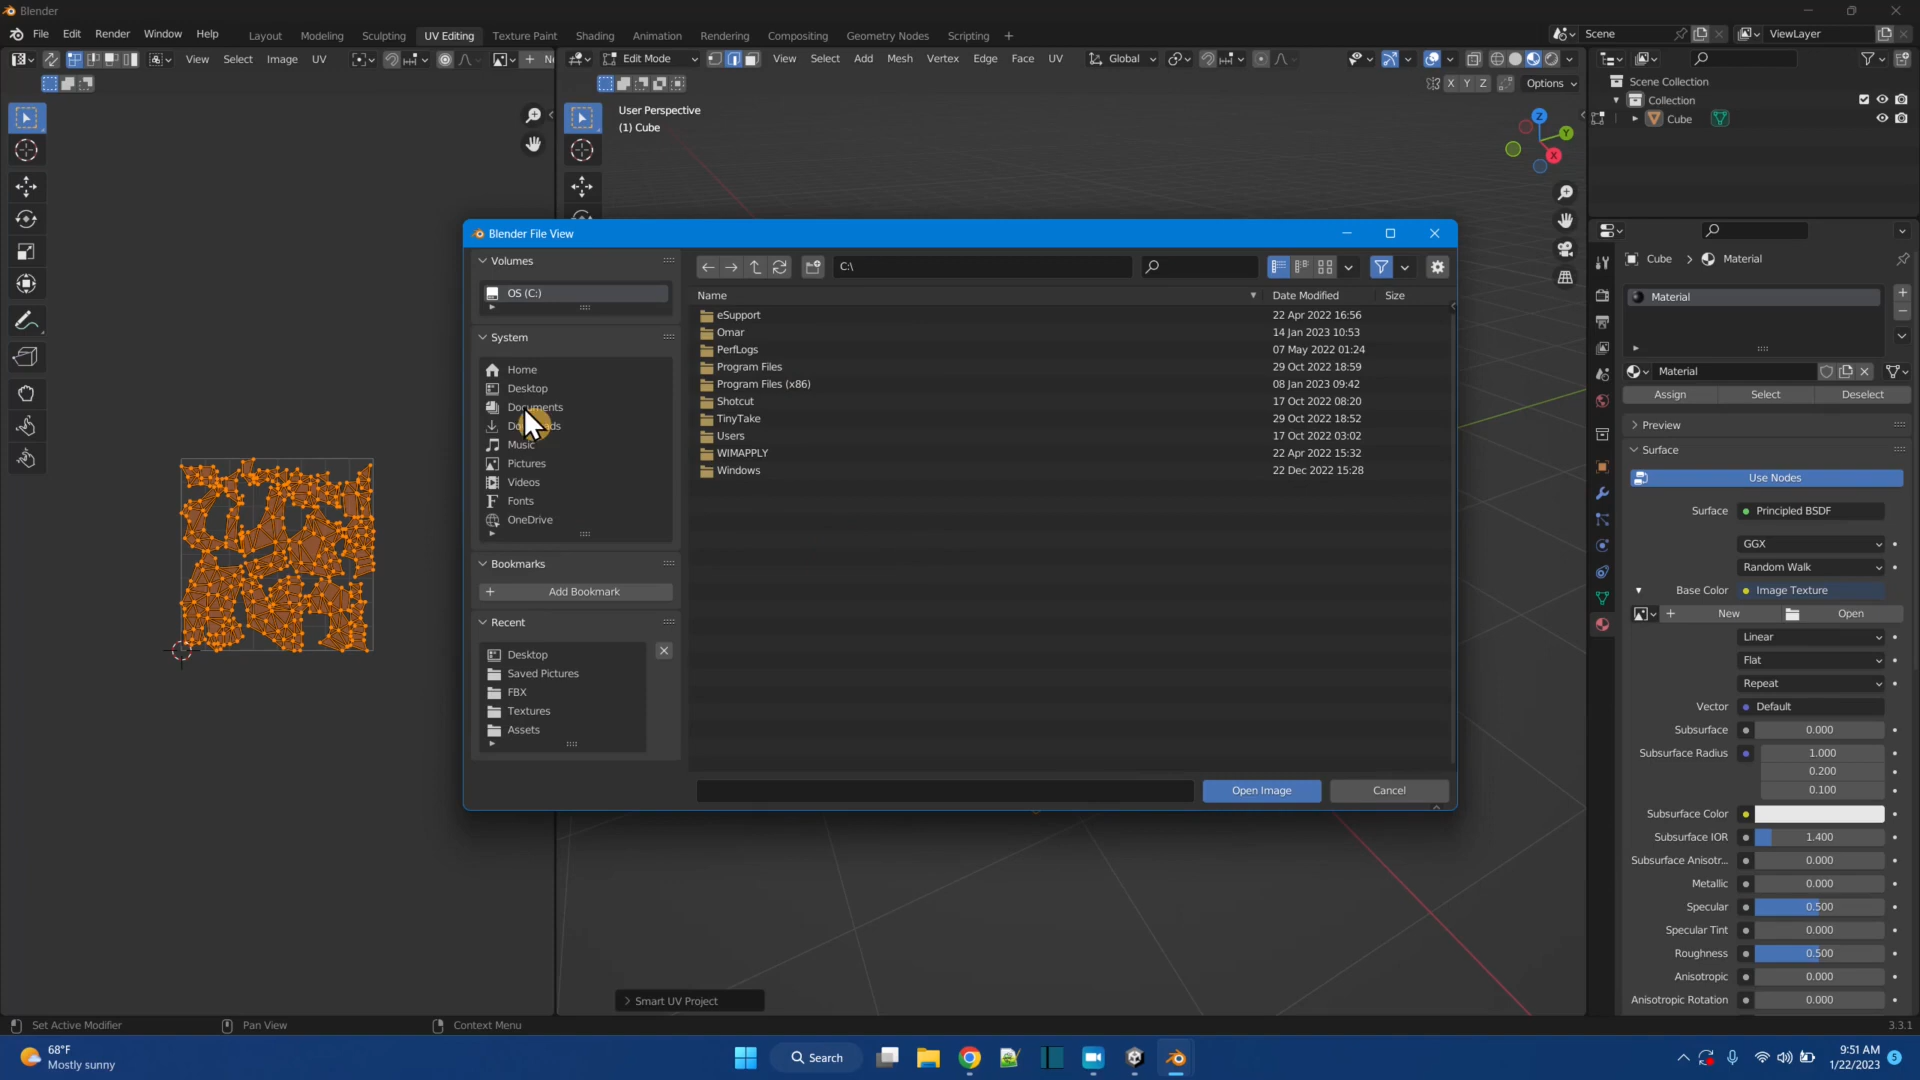 Blender
File Edit Render Window Help Layout Modeling Sculpting UV Editing Texture Paint Shading Animation Rendering Compositing Geometry Nodes Scripting + Scene ViewLayer
View Select Image UV + Ne Edit Mode View Select Add Mesh Vertex Edge Face UV Global
X Y Z Options
Scene Collection
Collection
Cube
User Perspective
(1) Cube
Z
Y
X
Blender File View
Volumes
OS (C:)
System
Home
Desktop
Documents
Music
Pictures
Videos
Fonts
OneDrive
Bookmarks
+ Add Bookmark
Recent
Desktop
Saved Pictures
FBX
Textures
Assets
C:\
Name Date Modified Size
eSupport 22 Apr 2022 16:56
Omar 14 Jan 2023 10:53
PerfLogs 07 May 2022 01:24
Program Files 29 Oct 2022 18:59
Program Files (x86) 08 Jan 2023 09:42
Shotcut 17 Oct 2022 08:20
TinyTake 29 Oct 2022 18:52
Users 17 Oct 2022 03:02
WIMAPPLY 22 Apr 2022 15:32
Windows 22 Dec 2022 15:28
Open Image Cancel
Cube > Material
Material
Material
Assign Select Deselect
Preview
Surface
Use Nodes
Surface Principled BSDF
GGX
Random Walk
Base Color Image Texture
+ New Open
Linear
Flat
Repeat
Vector Default
Subsurface 0.000
Subsurface Radius 1.000
0.200
0.100
Subsurface Color
Subsurface IOR 1.400
Subsurface Anisotr... 0.000
Metallic 0.000
Specular 0.500
Specular Tint 0.000
Roughness 0.500
Anisotropic 0.000
Anisotropic Rotation 0.000
> Smart UV Project
Set Active Modifier Pan View Context Menu 3.3.1
68°F
Mostly sunny
Search
9:51 AM
1/22/2023
5